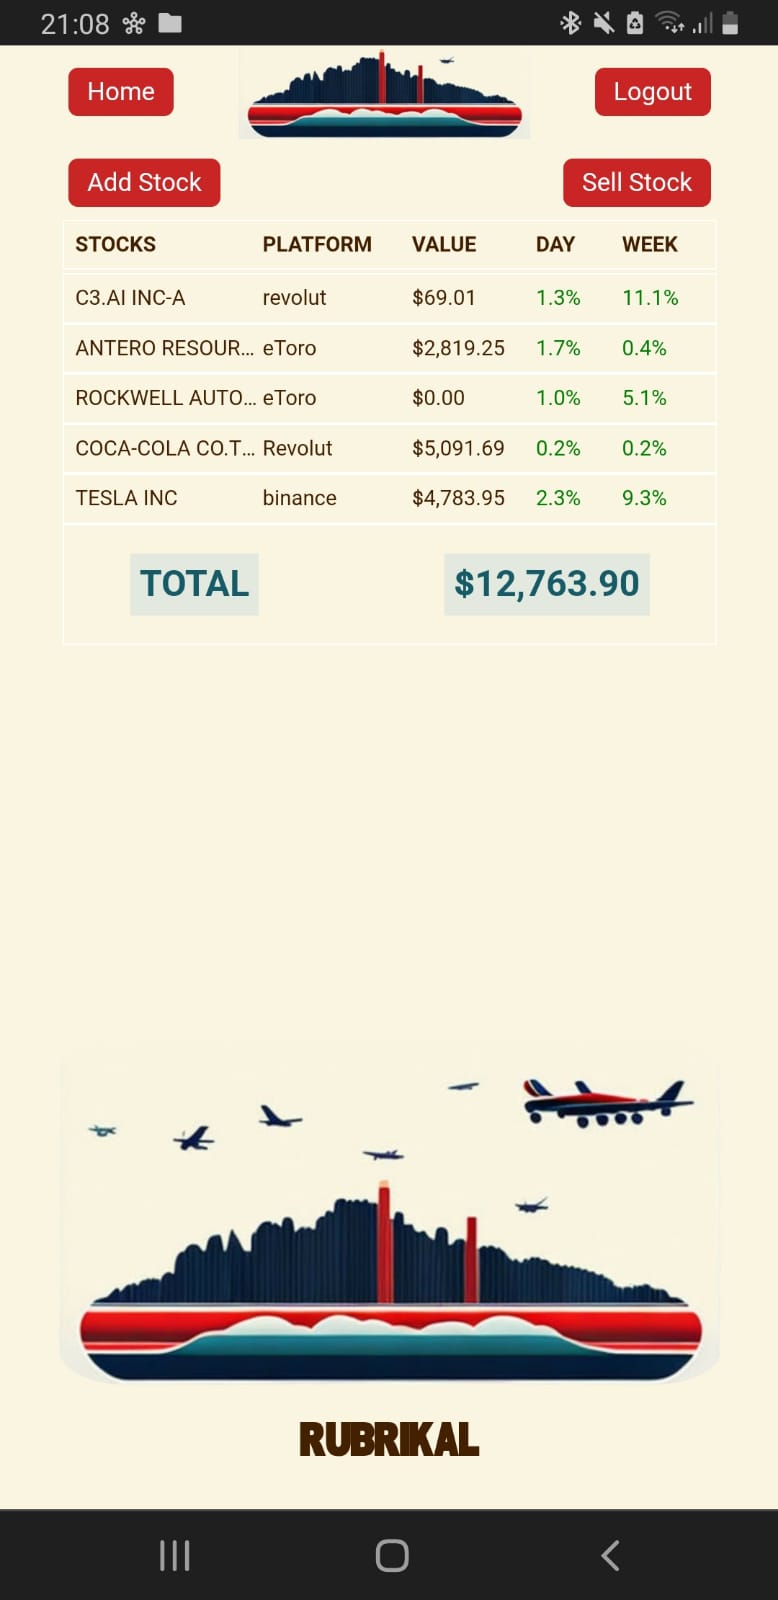 21:08
Home Logout
Add Stock Sell Stock
STOCKS PLATFORM VALUE DAY WEEK
C3.AI INC-A revolut $69.01 1.3% 11.1%
ANTERO RESOUR... eToro $2,819.25 1.7% 0.4%
ROCKWELL AUTO... eToro $0.00 1.0% 5.1%
COCA-COLA CO.T... Revolut $5,091.69 0.2% 0.2%
TESLA INC binance $4,783.95 2.3% 9.3%
TOTAL $12,763.90
RUBRIKAL